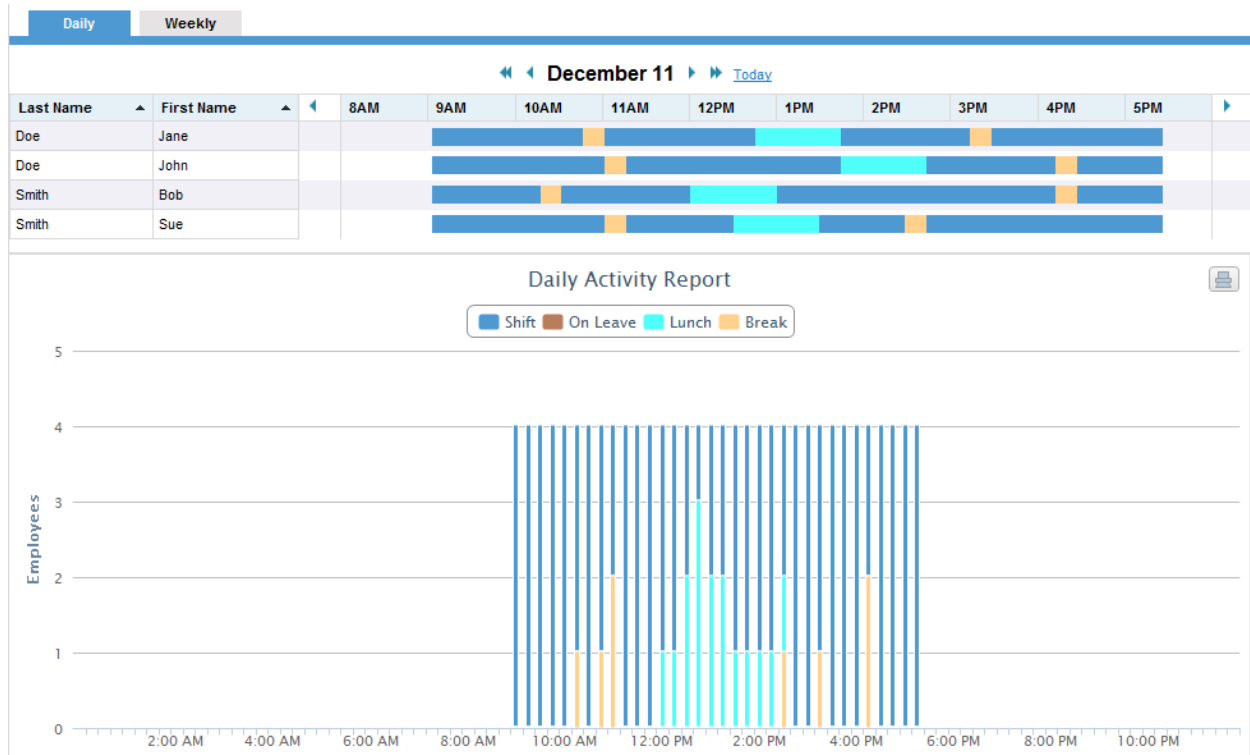 Daily Weekly
December 11 Today
Last Name First Name 8AM 9AM 10AM 11AM 12PM 1PM 2PM 3PM 4PM 5PM
Doe Jane
Doe John
Smith Bob
Smith Sue
Daily Activity Report
Shift On Leave Lunch Break
5
4
3
2
1
0
Employees
2:00 AM 4:00 AM 6:00 AM 8:00 AM 10:00 AM 12:00 PM 2:00 PM 4:00 PM 6:00 PM 8:00 PM 10:00 PM